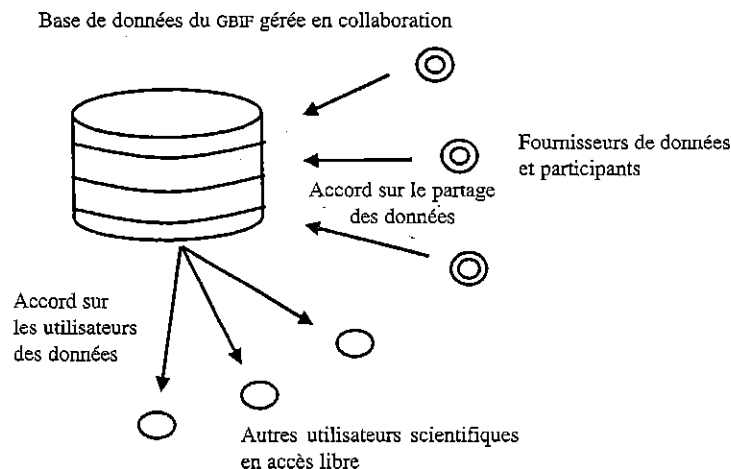 Base de données du GBIF gérée en collaboration
Fournisseurs de données
et participants
Accord sur le partage
des données
Accord sur
les utilisateurs
des données
Autres utilisateurs scientifiques
en accès libre